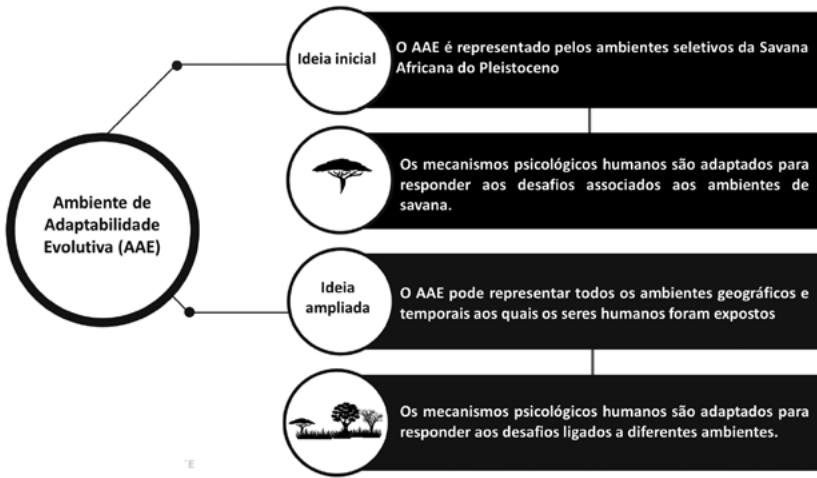 Ambiente de
Adaptabilidade
Evolutiva (AAE)
Ideia inicial
O AAE é representado pelos ambientes seletivos da Savana
Africana do Pleistoceno
Os mecanismos psicológicos humanos são adaptados para
responder aos desafios associados aos ambientes de
savana.
Ideia
ampliada
O AAE pode representar todos os ambientes geográficos e
temporais aos quais os seres humanos foram expostos
Os mecanismos psicológicos humanos são adaptados para
responder aos desafios ligados a diferentes ambientes.